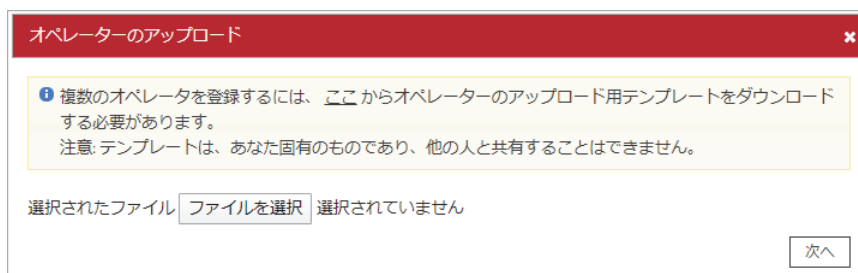 オペレーターのアップロード
複数のオペレータを登録するには、 ここ からオペレーターのアップロード用テンプレートをダウンロード
する必要があります。
注意: テンプレートは、あなた固有のものであり、他の人と共有することはできません。
選択されたファイル ファイルを選択 選択されていません
次へ